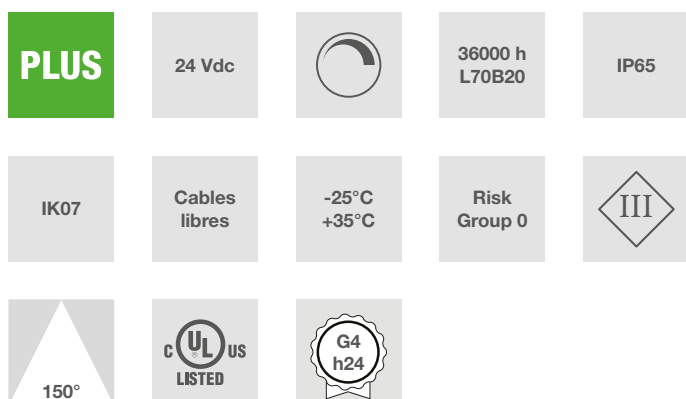 PLUS
24 Vdc
36000 h
L70B20
IP65
IK07
Cables
libres
-25°C
+35°C
Risk
Group 0
III
150°
C UL US
®
LISTED
G4
h24